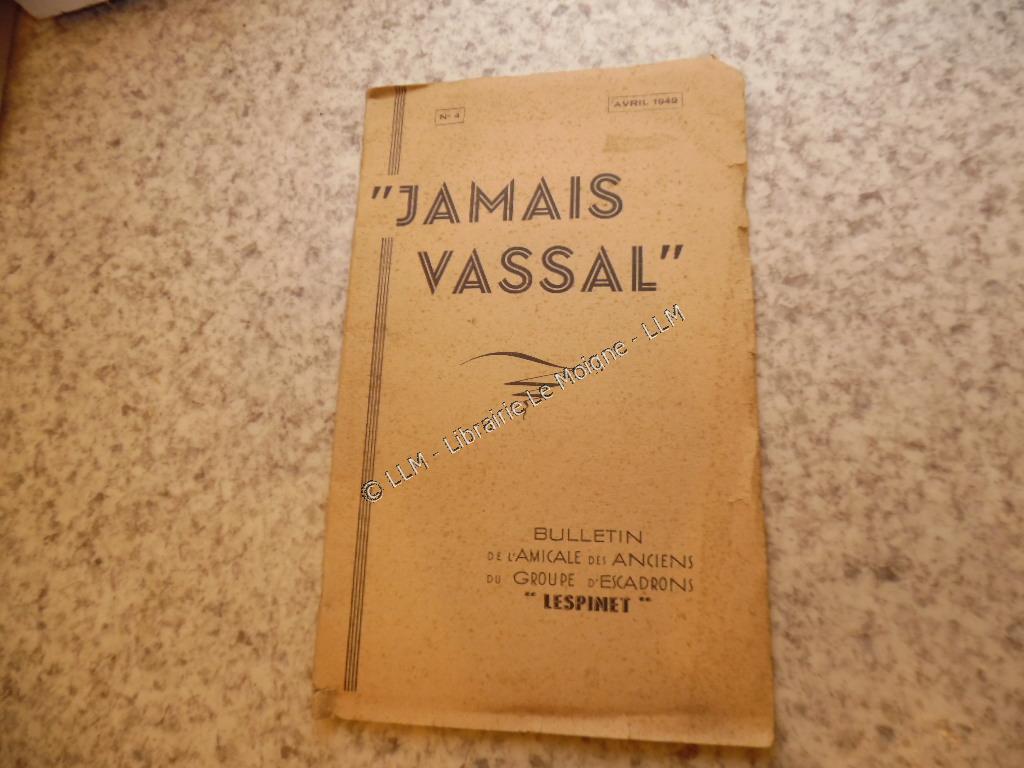 N° 4
AVRIL 1949
"JAMAIS
VASSAL"
© LLM - Librairie Le Moigne - LLM
BULLETIN
DE L'AMICALE DES ANCIENS
DU GROUPE D'ESCADRONS
" LESPINET "